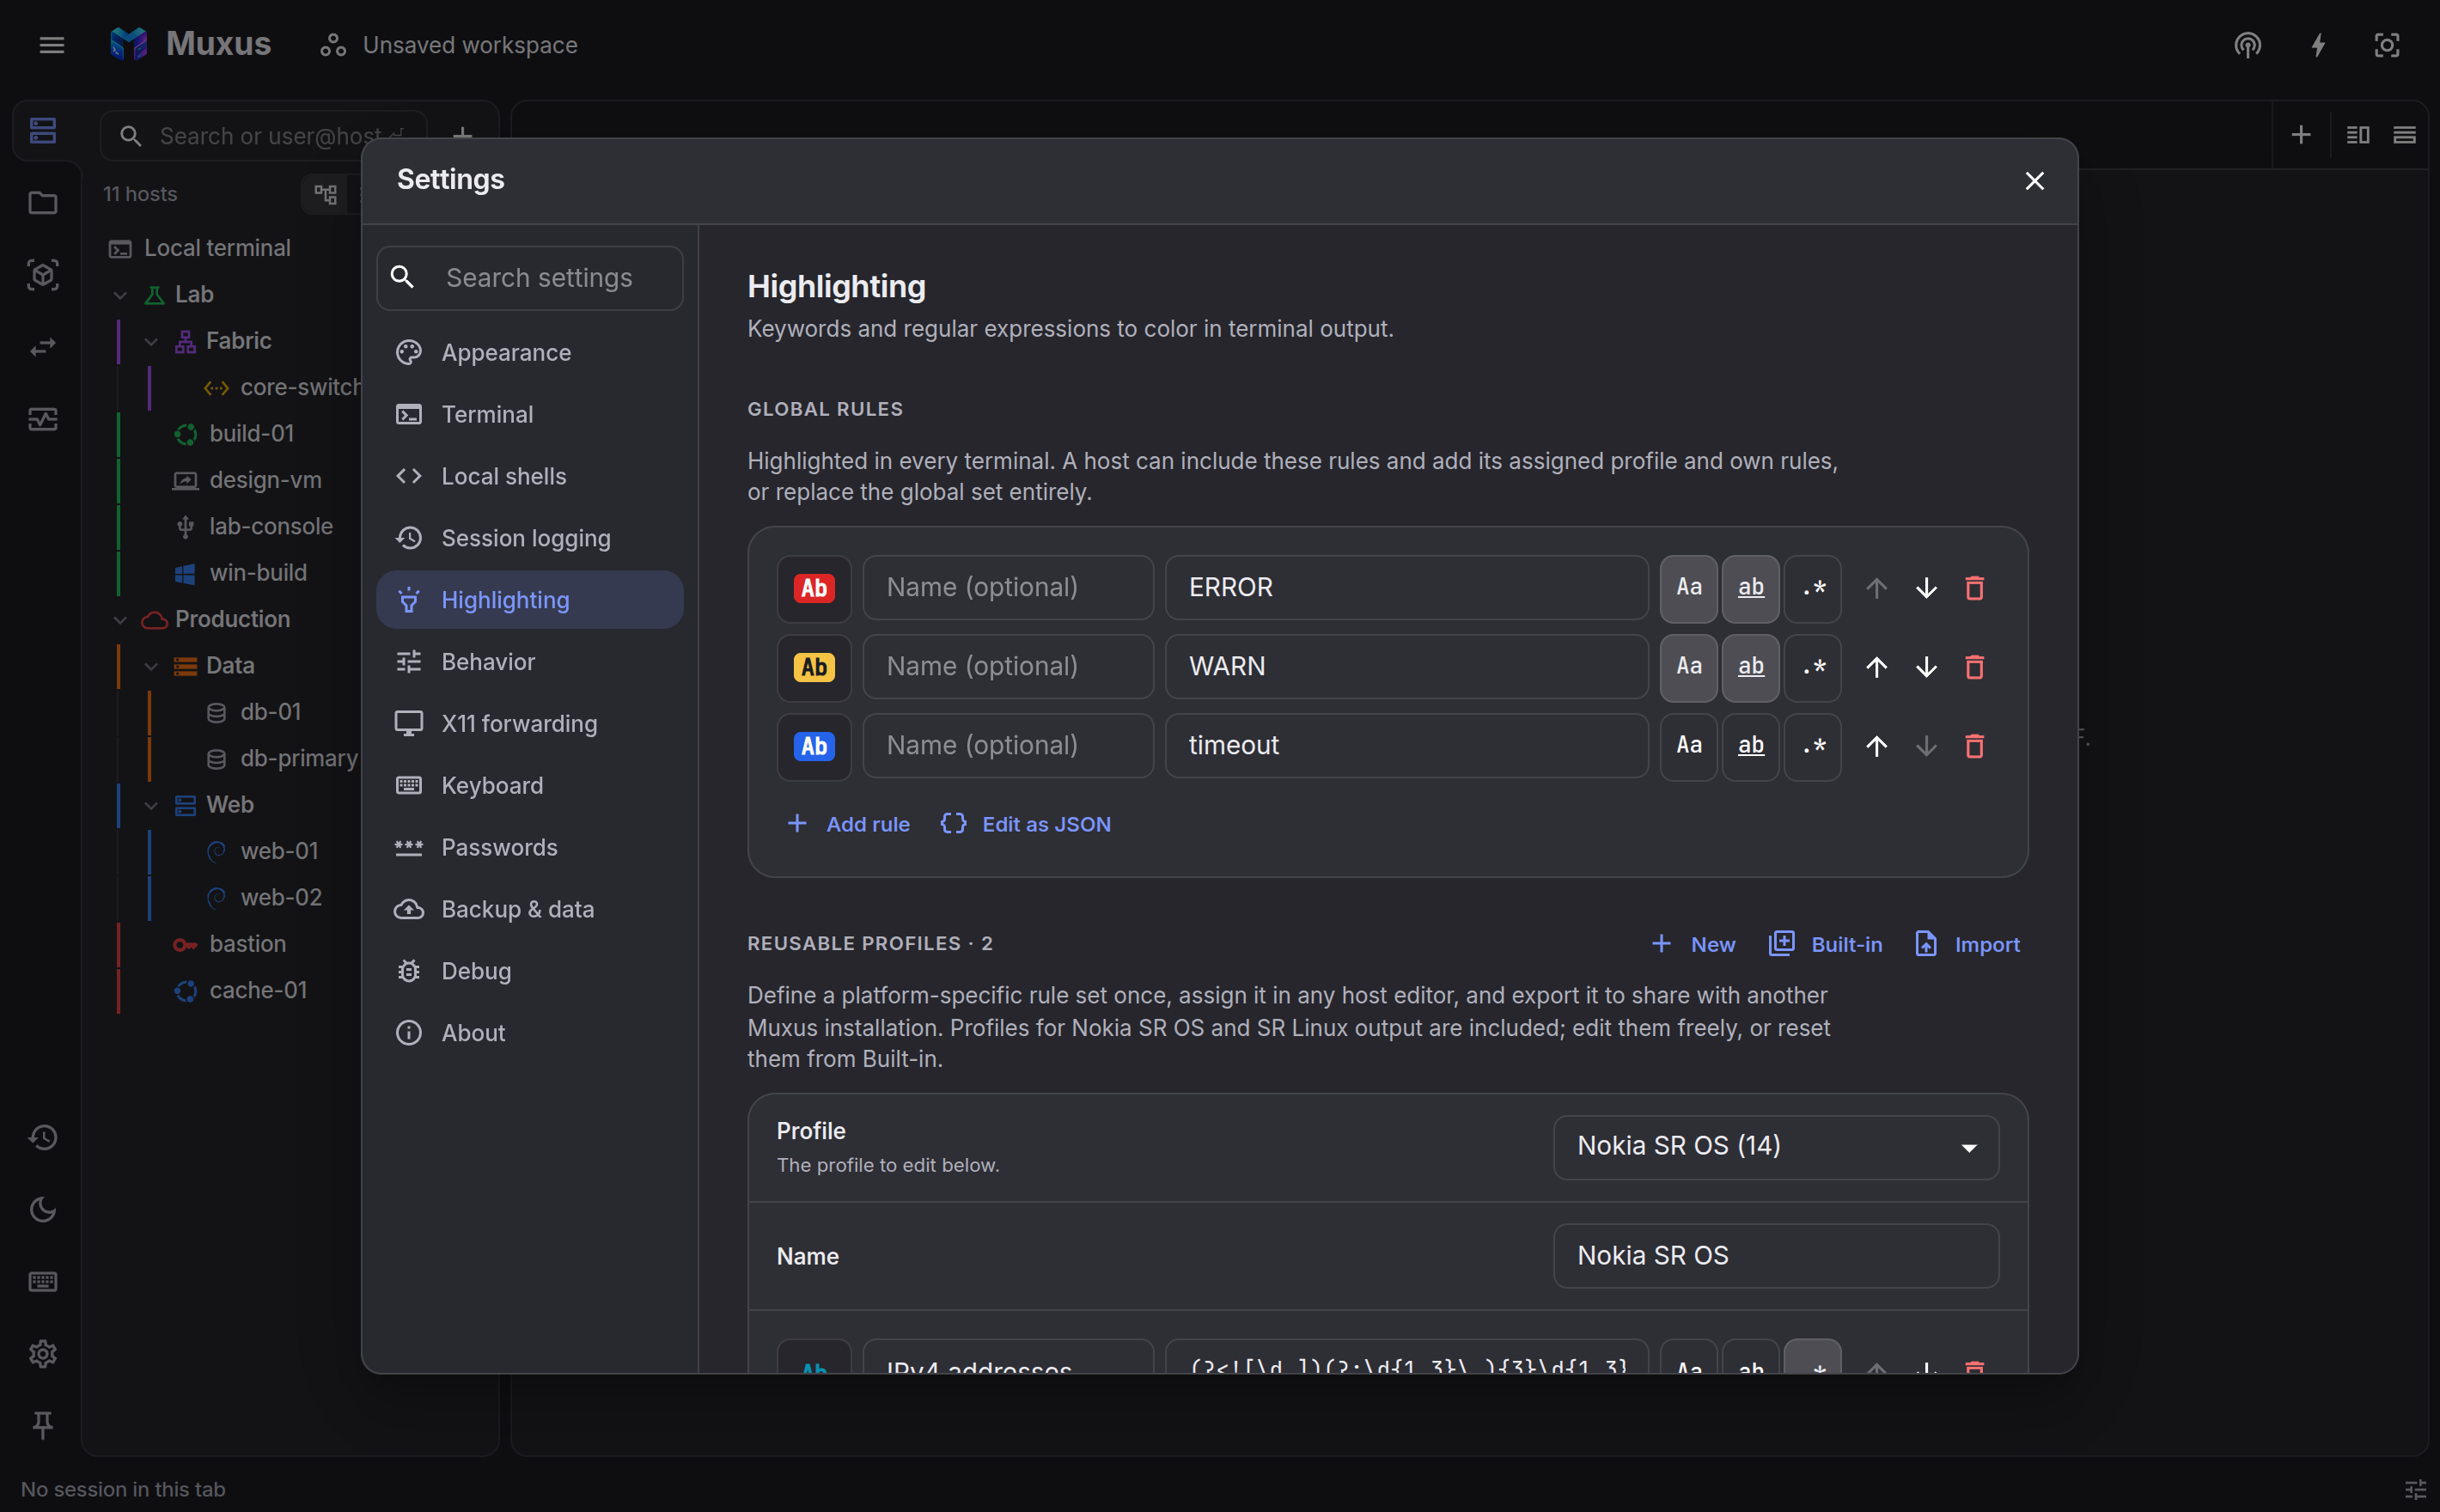 Muxus
Unsaved workspace
Search or user@host
11 hosts
Local terminal
Lab
Fabric
core-switch
build-01
design-vm
lab-console
win-build
Production
Data
db-01
db-primary
Web
web-01
web-02
bastion
cache-01
No session in this tab
Settings
Search settings
Appearance
Terminal
Local shells
Session logging
Highlighting
Behavior
X11 forwarding
Keyboard
Passwords
Backup & data
Debug
About
Highlighting
Keywords and regular expressions to color in terminal output.
GLOBAL RULES
Highlighted in every terminal. A host can include these rules and add its assigned profile and own rules,
or replace the global set entirely.
Ab Name (optional) ERROR Aa ab .*
Ab Name (optional) WARN Aa ab .*
Ab Name (optional) timeout Aa ab .*
Add rule Edit as JSON
REUSABLE PROFILES · 2 New Built-in Import
Define a platform-specific rule set once, assign it in any host editor, and export it to share with another
Muxus installation. Profiles for Nokia SR OS and SR Linux output are included; edit them freely, or reset
them from Built-in.
Profile
The profile to edit below.
Nokia SR OS (14)
Name
Nokia SR OS
Ab IPv4 addresses Aa ab .*